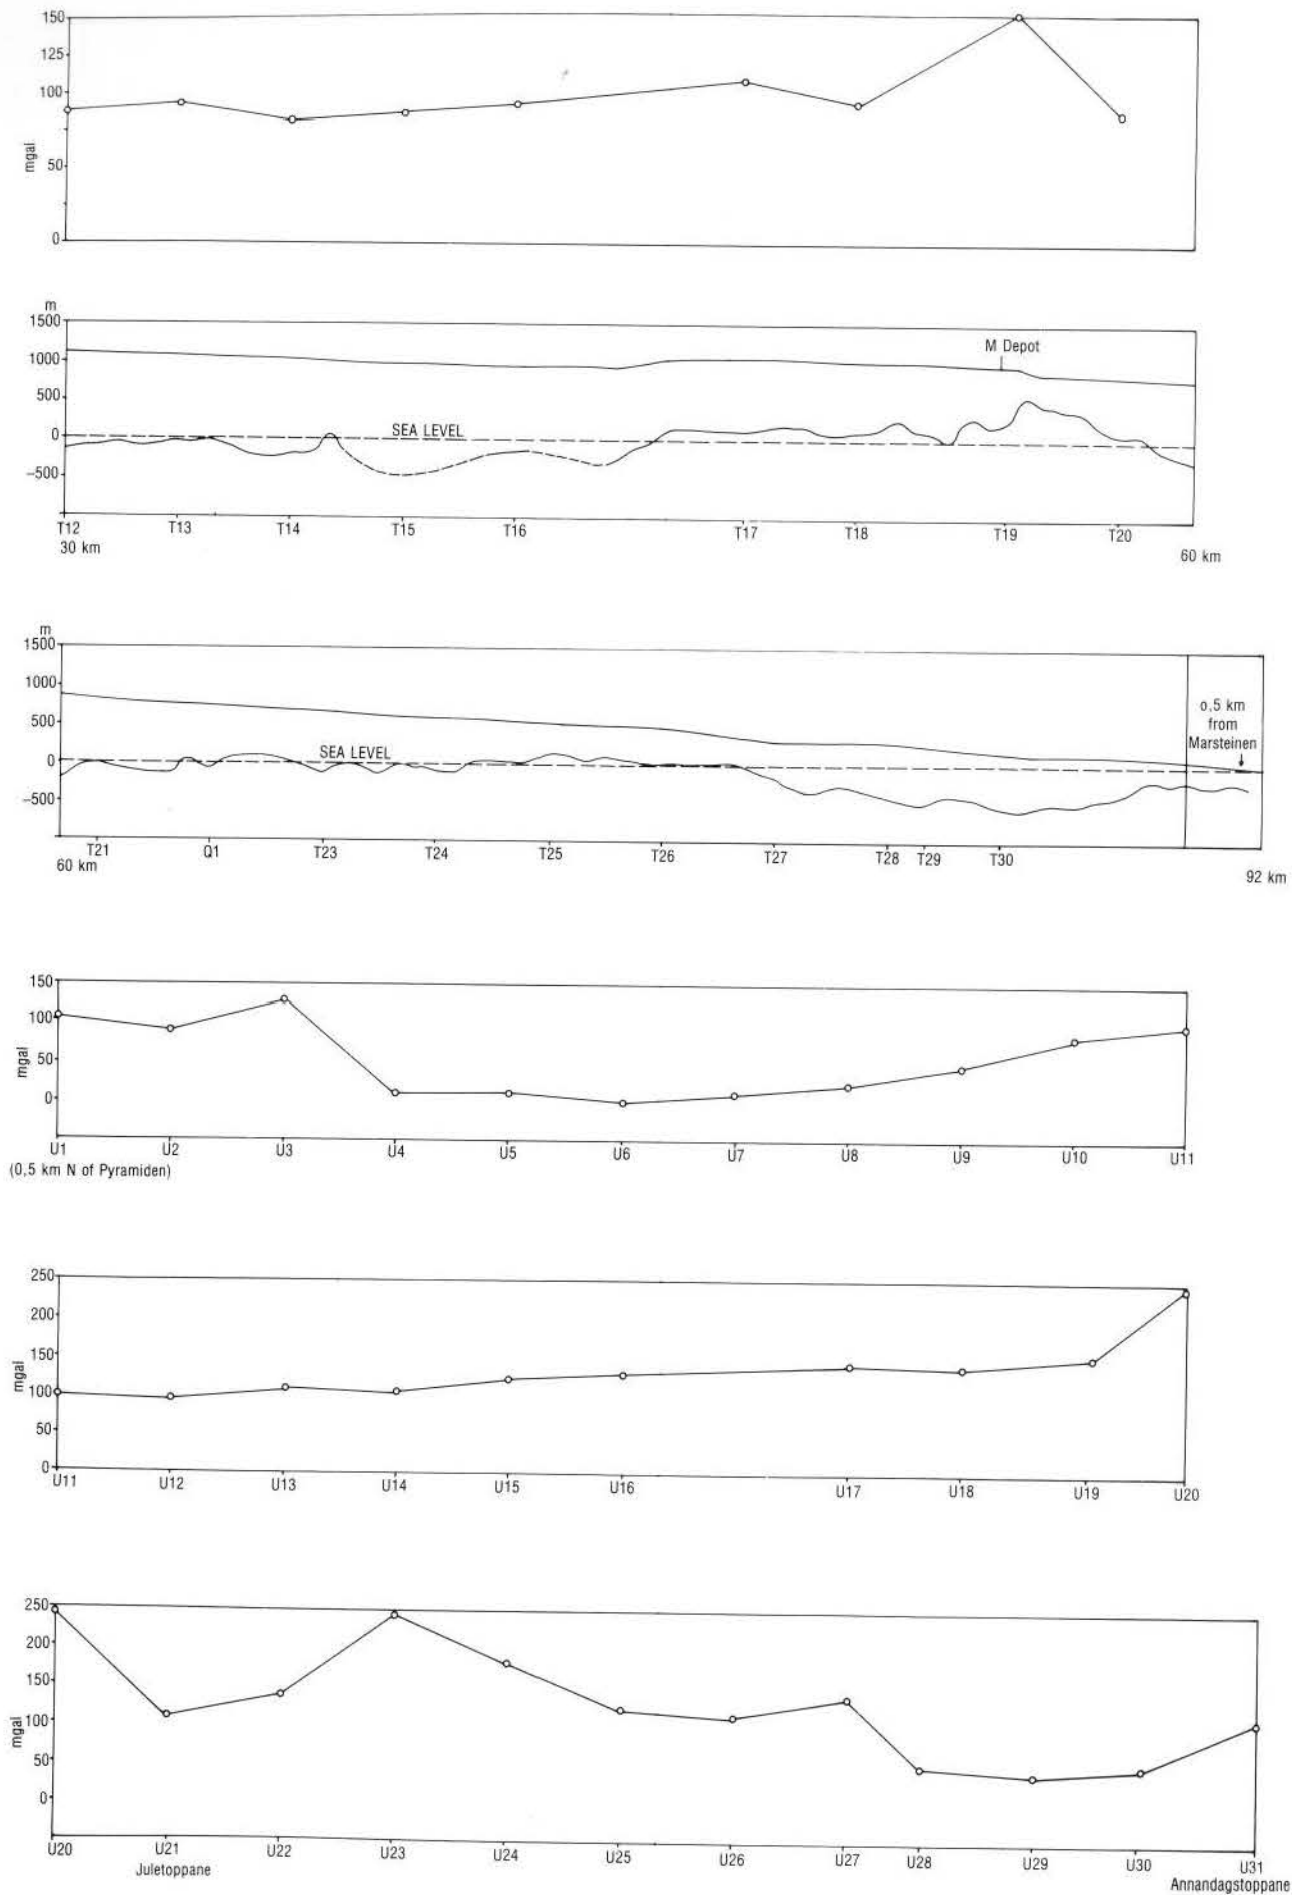 150
125
100
50
0
mgal
m
1500
1000
500
0
–500
M Depot
SEA LEVEL
T12 T13 T14 T15 T16 T17 T18 T19 T20
30 km
60 km
m
1500
1000
500
0
–500
SEA LEVEL
o,5 km
from
Marsteinen
T21 Q1 T23 T24 T25 T26 T27 T28 T29 T30
60 km
92 km
150
100
50
0
mgal
U1 U2 U3 U4 U5 U6 U7 U8 U9 U10 U11
(0,5 km N of Pyramiden)
250
200
150
100
50
0
mgal
U11 U12 U13 U14 U15 U16 U17 U18 U19 U20
250
200
150
100
50
0
mgal
U20 U21 U22 U23 U24 U25 U26 U27 U28 U29 U30 U31
Juletoppane
Annandagstoppane